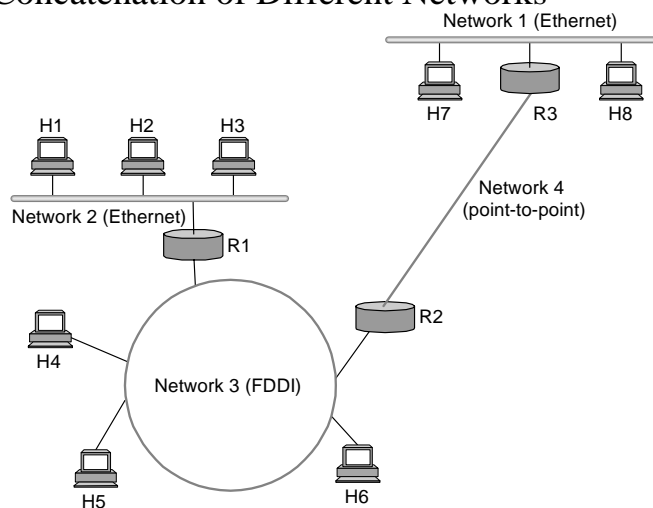 Concatenation of Different Networks
Network 1 (Ethernet)
H7
R3
H8
H1
H2
H3
Network 4
(point-to-point)
Network 2 (Ethernet)
R1
R2
H4
Network 3 (FDDI)
H5
H6